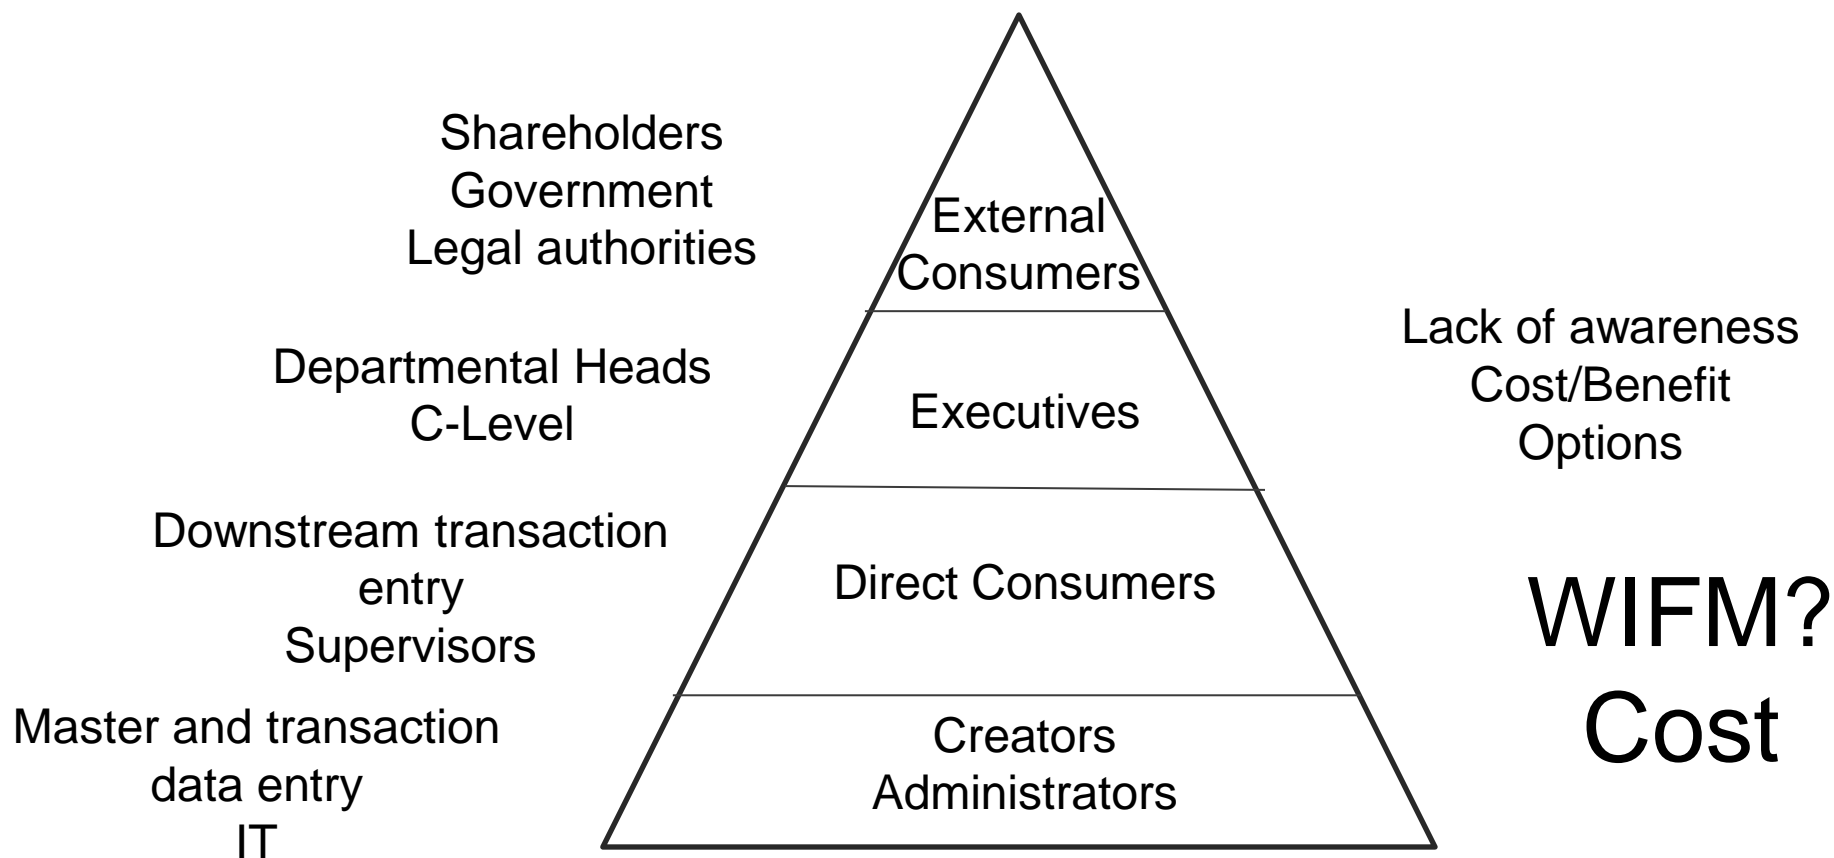 Shareholders
Government
Legal authorities
External
Consumers
Departmental Heads
C-Level
Executives
Lack of awareness
Cost/Benefit
Options
Downstream transaction
entry
Supervisors
Direct Consumers
WIFM?
Cost
Master and transaction
data entry
IT
Creators
Administrators